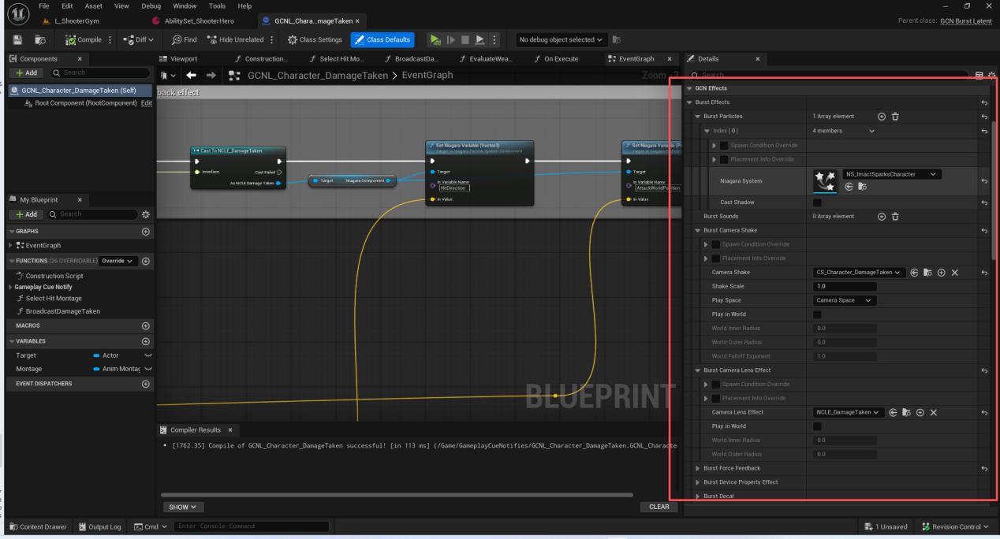 File Edit Asset View Debug Window Tools Help
L_ShooterGym AbilitySet_ShooterHero GCNL_Chara...mageTaken
Parent class: GCN Burst Latent
Compile Diff Find Hide Unrelated Class Settings Class Defaults No debug object selected
Components
Add Search
GCNL_Character_DamageTaken (Self)
Root Component (RootComponent) Edit
My Blueprint
Add Search
GRAPHS
EventGraph
FUNCTIONS (26 OVERRIDABLE) Override
Construction Script
Gameplay Cue Notify
Select Hit Montage
BroadcastDamageTaken
MACROS
VARIABLES
Target Actor
Montage Anim Montag
EVENT DISPATCHERS
Viewport Construction... Select Hit Mo... BroadcastDa... EvaluateWea... On Execute EventGraph
GCNL_Character_DamageTaken > EventGraph
Zoom -3
back effect
Cast To NCLE_DamageTaken
Interface Cast Failed
As NCLE Damage Taken
Target Niagara Component
Set Niagara Variable (Vector3)
Target is Niagara Particle System Component
Target
In Variable Name
HitDirection
In Value
Set Niagara Variable (P
Target is Niagara Particle
Target
In Variable Name
AttackWorldPosition
In Value
BLUEPRINT
Compiler Results
[1762.35] Compile of GCNL_Character_DamageTaken successful! [in 113 ms] (/Game/GameplayCueNotifies/GCNL_Character_DamageTaken.GCNL_Characte
SHOW
CLEAR
Details
Search
GCN Effects
Burst Effects
Burst Particles 1 Array element
Index [ 0 ] 4 members
Spawn Condition Override
Placement Info Override
Niagara System NS_ImactSparksCharacter
Cast Shadow
Burst Sounds 0 Array element
Burst Camera Shake
Spawn Condition Override
Placement Info Override
Camera Shake CS_Character_DamageTaken
Shake Scale 1.0
Play Space Camera Space
Play in World
World Inner Radius 0.0
World Outer Radius 0.0
World Falloff Exponent 1.0
Burst Camera Lens Effect
Spawn Condition Override
Placement Info Override
Camera Lens Effect NCLE_DamageTaken
Play in World
World Inner Radius 0.0
World Outer Radius 0.0
Burst Force Feedback
Burst Device Property Effect
Burst Decal
Content Drawer Output Log Cmd Enter Console Command 1 Unsaved Revision Control